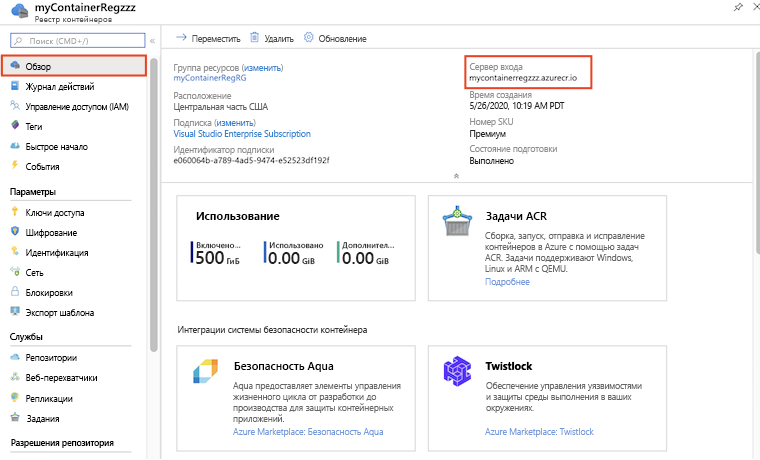 myContainerRegzzz
Реестр контейнеров
Поиск (CMD+/)
«
Обзор
Журнал действий
Управление доступом (IAM)
Теги
Быстрое начало
События
Параметры
Ключи доступа
Шифрование
Идентификация
Сеть
Блокировки
Экспорт шаблона
Службы
Репозитории
Веб-перехватчики
Репликации
Задания
Разрешения репозитория
Переместить Удалить Обновление
Группа ресурсов (изменить)
myContainerRegRG
Расположение
Центральная часть США
Подписка (изменить)
Visual Studio Enterprise Subscription
Идентификатор подписки
e060064b-a789-4ad5-9474-e52523df192f
Сервер входа
mycontainerregzzz.azurecr.io
Время создания
5/26/2020, 10:19 AM PDT
Номер SKU
Премиум
Состояние подготовки
Выполнено
Использование
Включено... Использовано Дополнител...
500 ГиБ 0.00 GiB 0.00 GiB
Задачи ACR
Сборка, запуск, отправка и исправление
контейнеров в Azure с помощью задач
ACR. Задачи поддерживают Windows,
Linux и ARM с QEMU.
Подробнее
Интеграции системы безопасности контейнера
Безопасность Aqua
Aqua предоставляет элементы управления
жизненного цикла от разработки до
производства для защиты контейнерных
приложений.
Azure Marketplace: Безопасность Aqua
Twistlock
Обеспечение управления уязвимостями
и защиты среды выполнения в ваших
окружениях.
Azure Marketplace: Twistlock